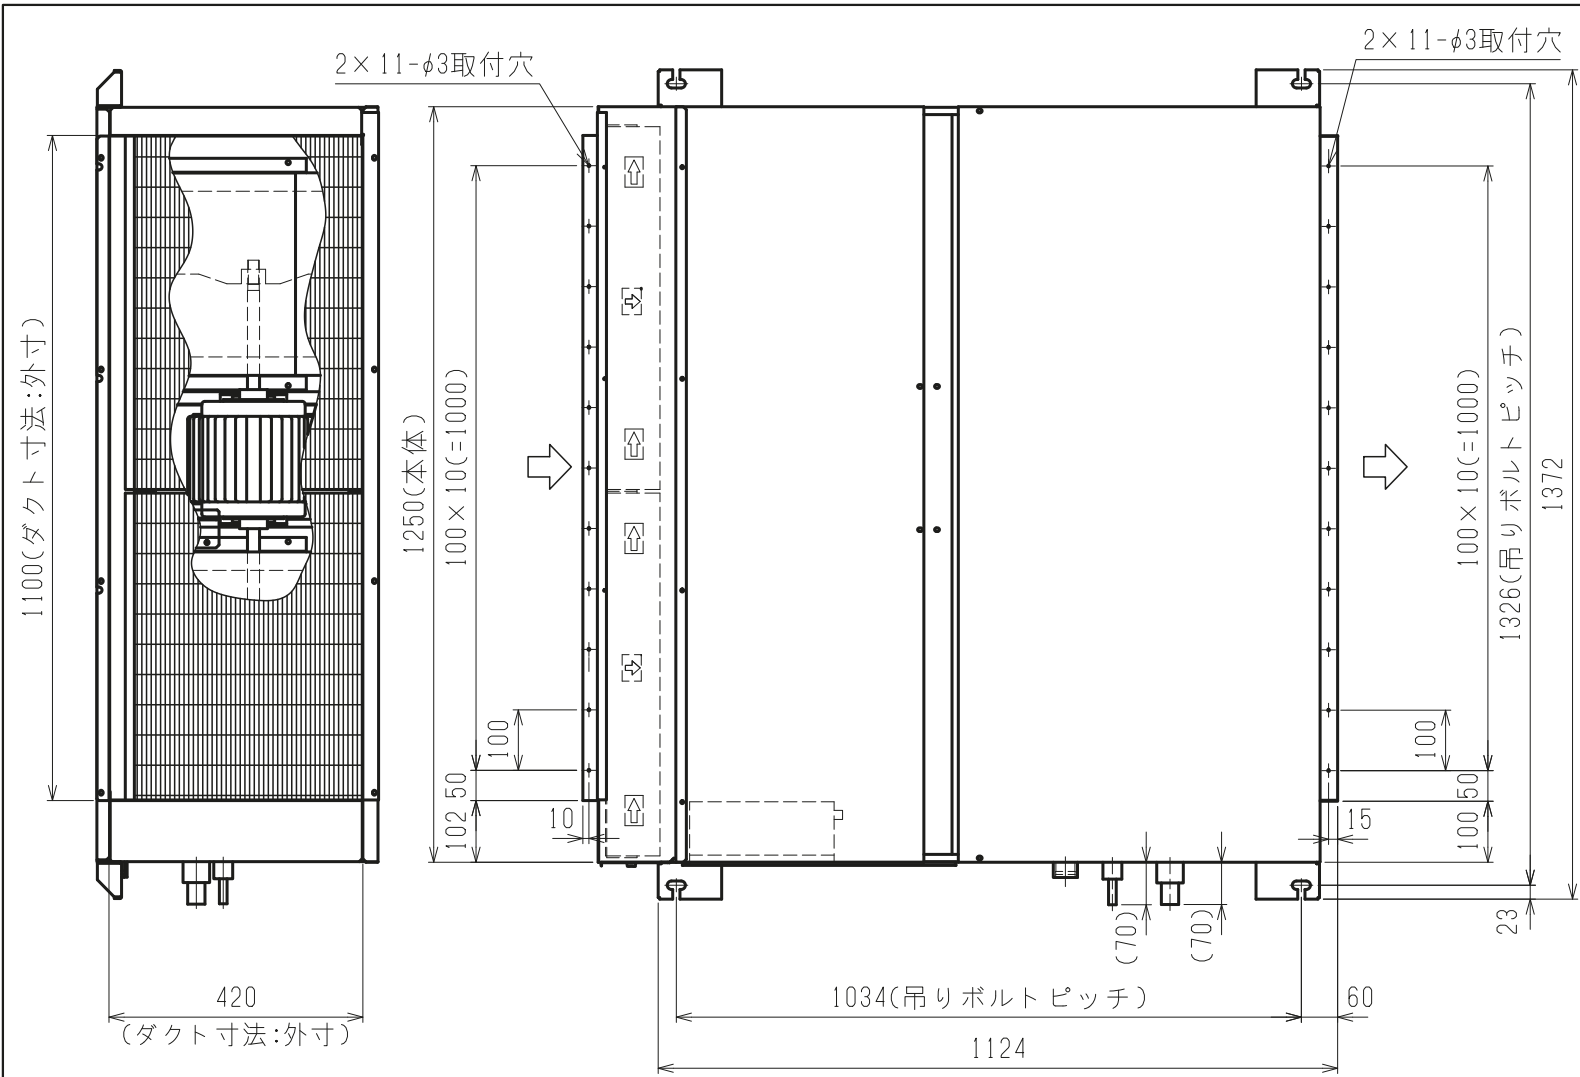 2×11-φ3取付穴
2×11-φ3取付穴
1100(ダクト寸法:外寸)
1250(本体)
100×10(=1000)
100
50
102
10
100×10(=1000)
1326(吊りボルトピッチ)
1372
100
50
100
15
23
(70)
(70)
420
(ダクト寸法:外寸)
1034(吊りボルトピッチ)
60
1124